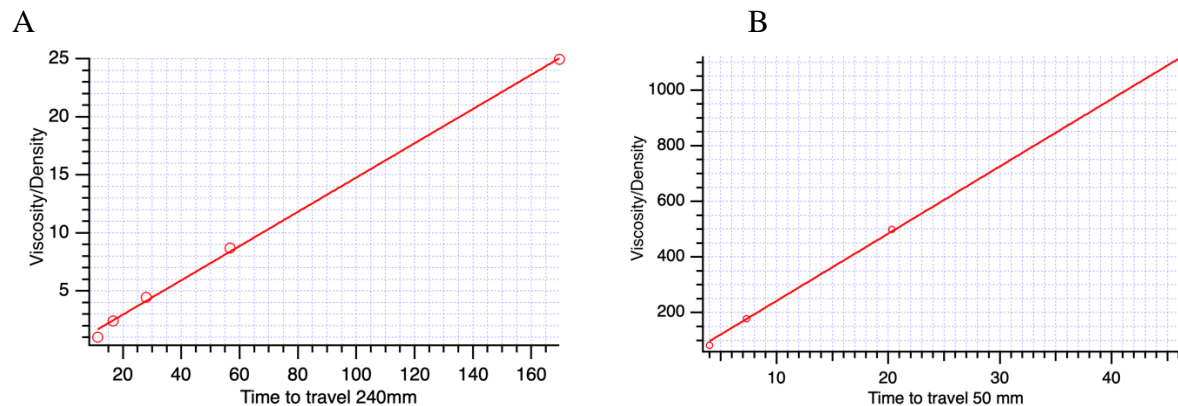 A
B
25
20
15
10
5
Viscosity/Density
20 40 60 80 100 120 140 160
Time to travel 240mm
1000
800
600
400
200
Viscosity/Density
10 20 30 40
Time to travel 50 mm